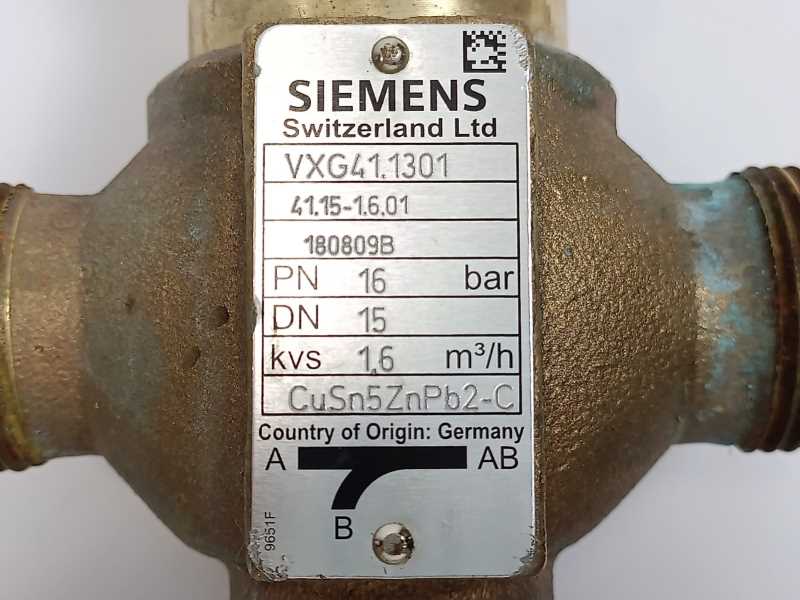 SIEMENS
Switzerland Ltd
VXG41.1301
41.15-1.6.01
180809B
PN 16 bar
DN 15
kvs 1.6 m³/h
CuSn5ZnPb2-C
Country of Origin: Germany
A AB
B
9651F